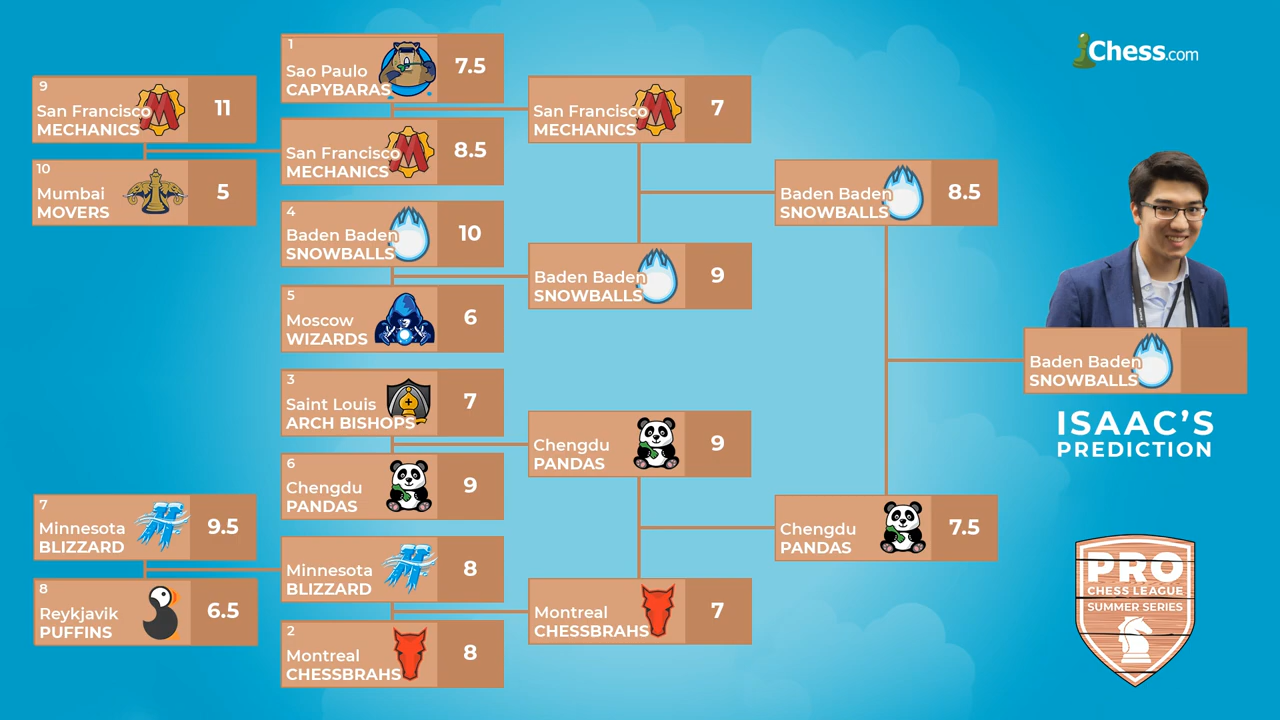 Chess.com
9
San Francisco
MECHANICS
11
10
Mumbai
MOVERS
5
7
Minnesota
BLIZZARD
9.5
8
Reykjavik
PUFFINS
6.5
1
Sao Paulo
CAPYBARAS
7.5
San Francisco
MECHANICS
8.5
4
Baden Baden
SNOWBALLS
10
5
Moscow
WIZARDS
6
3
Saint Louis
ARCH BISHOPS
7
6
Chengdu
PANDAS
9
Minnesota
BLIZZARD
8
2
Montreal
CHESSBRAHS
8
San Francisco
MECHANICS
7
Baden Baden
SNOWBALLS
9
Chengdu
PANDAS
9
Montreal
CHESSBRAHS
7
Baden Baden
SNOWBALLS
8.5
Chengdu
PANDAS
7.5
Baden Baden
SNOWBALLS
ISAAC'S
PREDICTION
PRO
CHESS LEAGUE
SUMMER SERIES